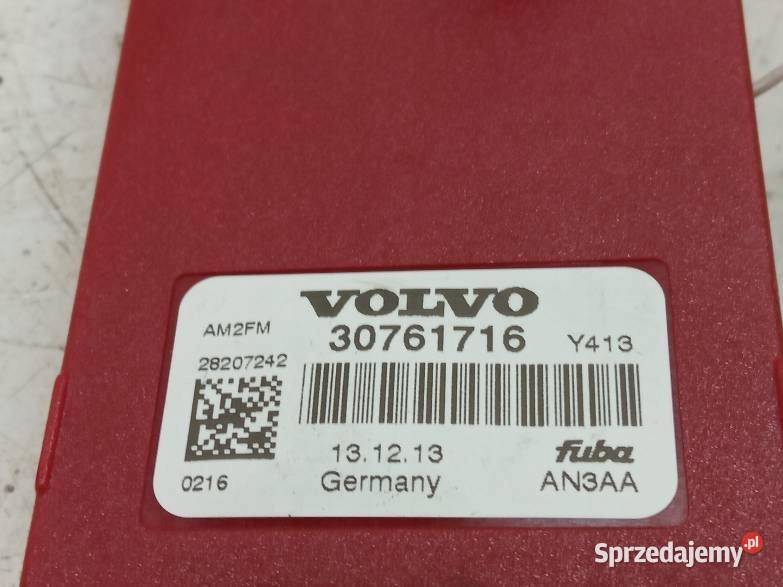 VOLVO
AM2FM 30761716 Y413
28207242
13.12.13 fuba
0216 Germany AN3AA
Sprzedajemy.pl